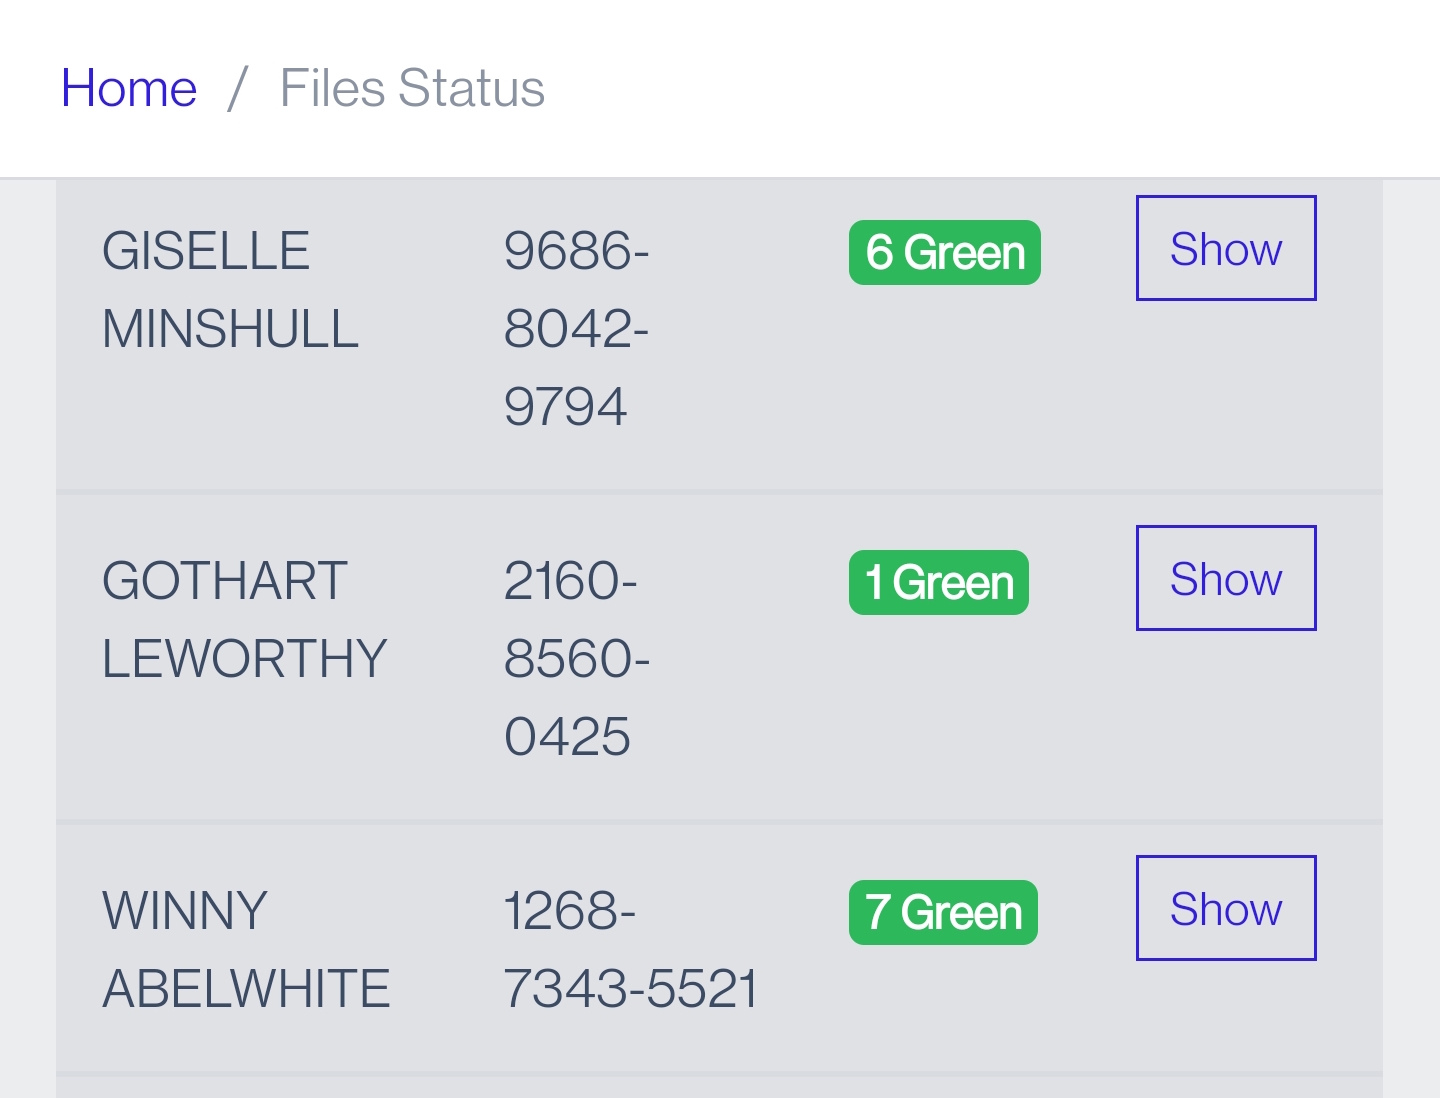 Home / Files Status
GISELLE
MINSHULL
9686-
8042-
9794
6 Green
Show
GOTHART
LEWORTHY
2160-
8560-
0425
1 Green
Show
WINNY
ABELWHITE
1268-
7343-5521
7 Green
Show